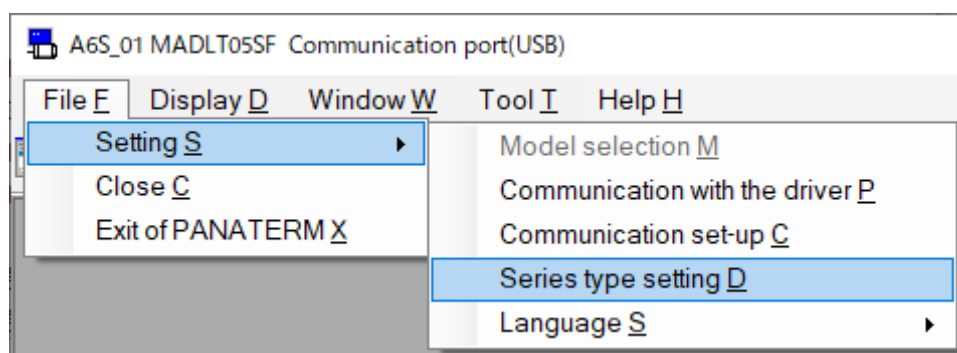 A6S_01 MADLT05SF Communication port(USB)
File F Display D Window W Tool T Help H
Setting S
Close C
Exit of PANATERM X
Model selection M
Communication with the driver P
Communication set-up C
Series type setting D
Language S